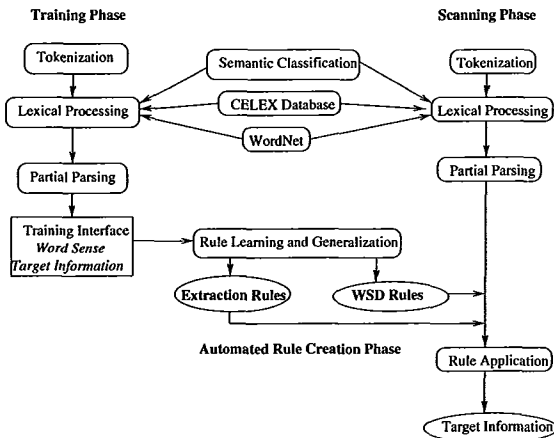 Training Phase
Scanning Phase
Tokenization
Semantic Classification
Tokenization
Lexical Processing
CELEX Database
Lexical Processing
WordNet
Partial Parsing
Partial Parsing
Training Interface
Word Sense
Target Information
Rule Learning and Generalization
Extraction Rules
WSD Rules
Automated Rule Creation Phase
Rule Application
Target Information